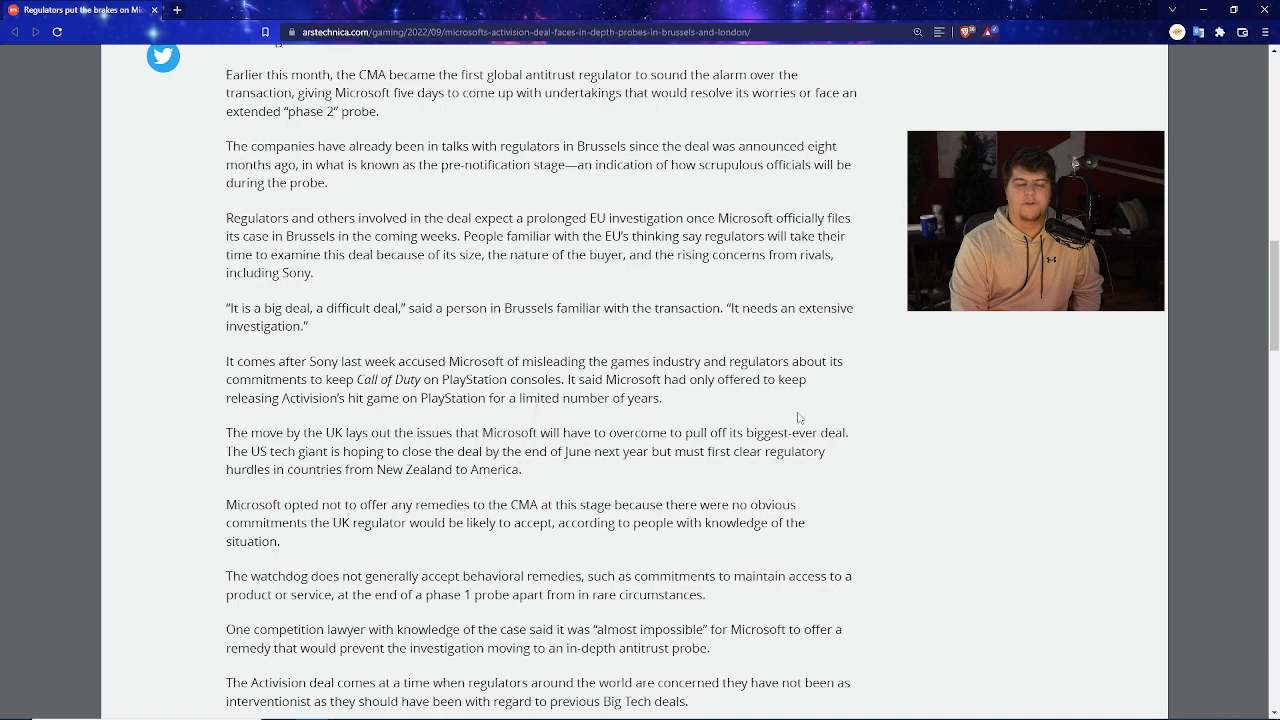 Regulators put the brakes on Mic
arstechnica.com/gaming/2022/09/microsofts-activision-deal-faces-in-depth-probes-in-brussels-and-london/
Earlier this month, the CMA became the first global antitrust regulator to sound the alarm over the
transaction, giving Microsoft five days to come up with undertakings that would resolve its worries or face an
extended “phase 2” probe.
The companies have already been in talks with regulators in Brussels since the deal was announced eight
months ago, in what is known as the pre-notification stage—an indication of how scrupulous officials will be
during the probe.
Regulators and others involved in the deal expect a prolonged EU investigation once Microsoft officially files
its case in Brussels in the coming weeks. People familiar with the EU’s thinking say regulators will take their
time to examine this deal because of its size, the nature of the buyer, and the rising concerns from rivals,
including Sony.
“It is a big deal, a difficult deal,” said a person in Brussels familiar with the transaction. “It needs an extensive
investigation.”
It comes after Sony last week accused Microsoft of misleading the games industry and regulators about its
commitments to keep Call of Duty on PlayStation consoles. It said Microsoft had only offered to keep
releasing Activision’s hit game on PlayStation for a limited number of years.
The move by the UK lays out the issues that Microsoft will have to overcome to pull off its biggest-ever deal.
The US tech giant is hoping to close the deal by the end of June next year but must first clear regulatory
hurdles in countries from New Zealand to America.
Microsoft opted not to offer any remedies to the CMA at this stage because there were no obvious
commitments the UK regulator would be likely to accept, according to people with knowledge of the
situation.
The watchdog does not generally accept behavioral remedies, such as commitments to maintain access to a
product or service, at the end of a phase 1 probe apart from in rare circumstances.
One competition lawyer with knowledge of the case said it was “almost impossible” for Microsoft to offer a
remedy that would prevent the investigation moving to an in-depth antitrust probe.
The Activision deal comes at a time when regulators around the world are concerned they have not been as
interventionist as they should have been with regard to previous Big Tech deals.